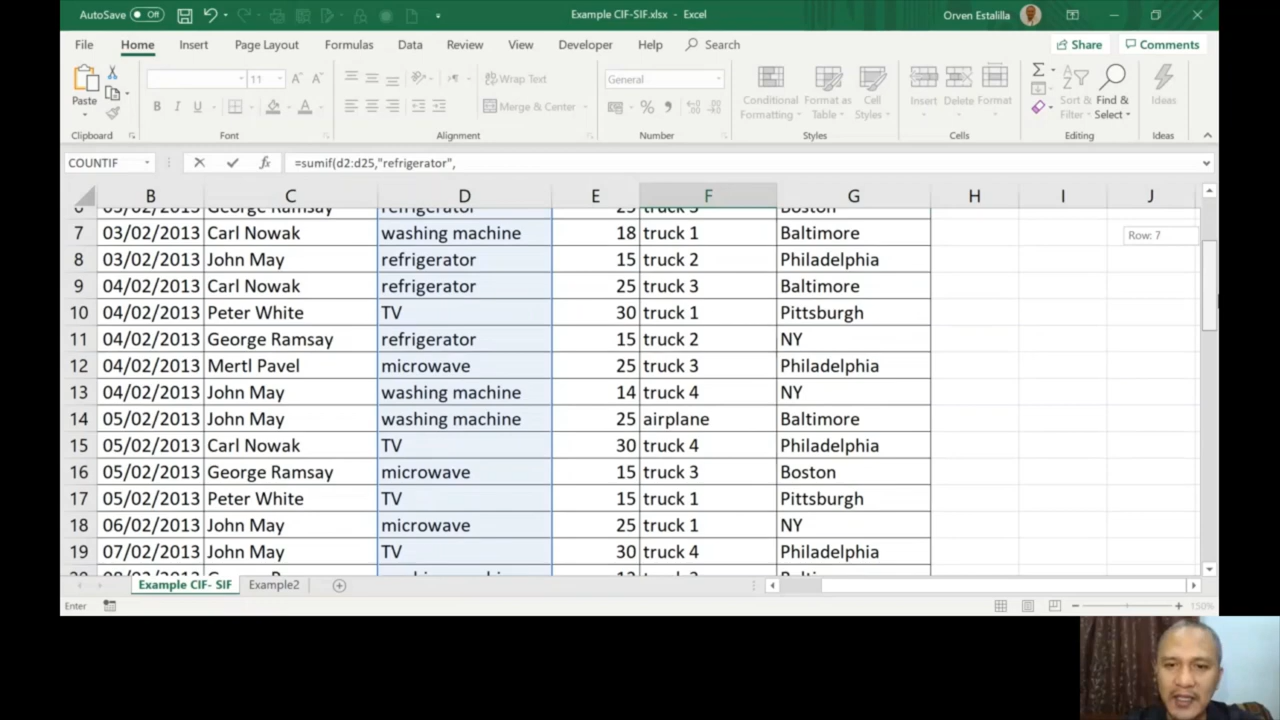 AutoSave Off Example CIF-SIF.xlsx - Excel Orven Estalilla
File Home Insert Page Layout Formulas Data Review View Developer Help Search Share Comments
Paste 11 Wrap Text General Conditional Formatting Format as Table Cell Styles Insert Delete Format Sort & Filter Find & Select Ideas
B I U Merge & Center
Clipboard Font Alignment Number Styles Cells Editing Ideas
COUNTIF fx =sumif(d2:d25,"refrigerator",
B C D E F G H I J
7 03/02/2013 Carl Nowak washing machine 18 truck 1 Baltimore Row: 7
8 03/02/2013 John May refrigerator 15 truck 2 Philadelphia
9 04/02/2013 Carl Nowak refrigerator 25 truck 3 Baltimore
10 04/02/2013 Peter White TV 30 truck 1 Pittsburgh
11 04/02/2013 George Ramsay refrigerator 15 truck 2 NY
12 04/02/2013 Mertl Pavel microwave 25 truck 3 Philadelphia
13 04/02/2013 John May washing machine 14 truck 4 NY
14 05/02/2013 John May washing machine 25 airplane Baltimore
15 05/02/2013 Carl Nowak TV 30 truck 4 Philadelphia
16 05/02/2013 George Ramsay microwave 15 truck 3 Boston
17 05/02/2013 Peter White TV 15 truck 1 Pittsburgh
18 06/02/2013 John May microwave 25 truck 1 NY
19 07/02/2013 John May TV 30 truck 4 Philadelphia
Example CIF- SIF Example2
Enter 150%